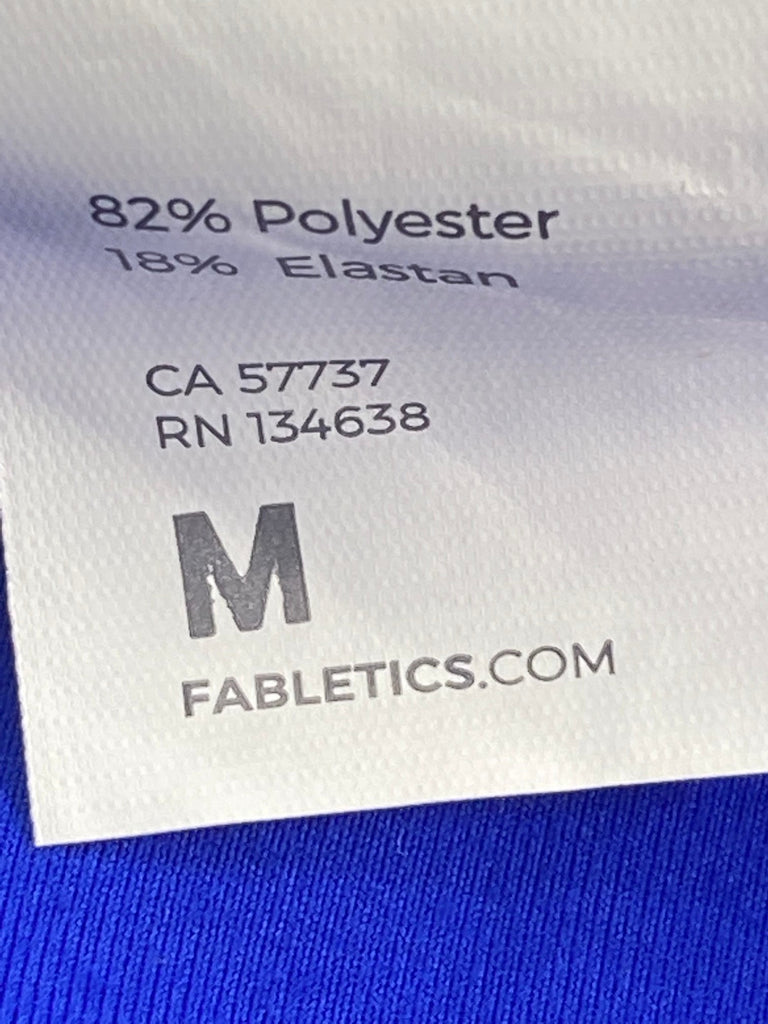 82% Polyester
18% Elastan
CA 57737
RN 134638
M
FABLETICS.COM